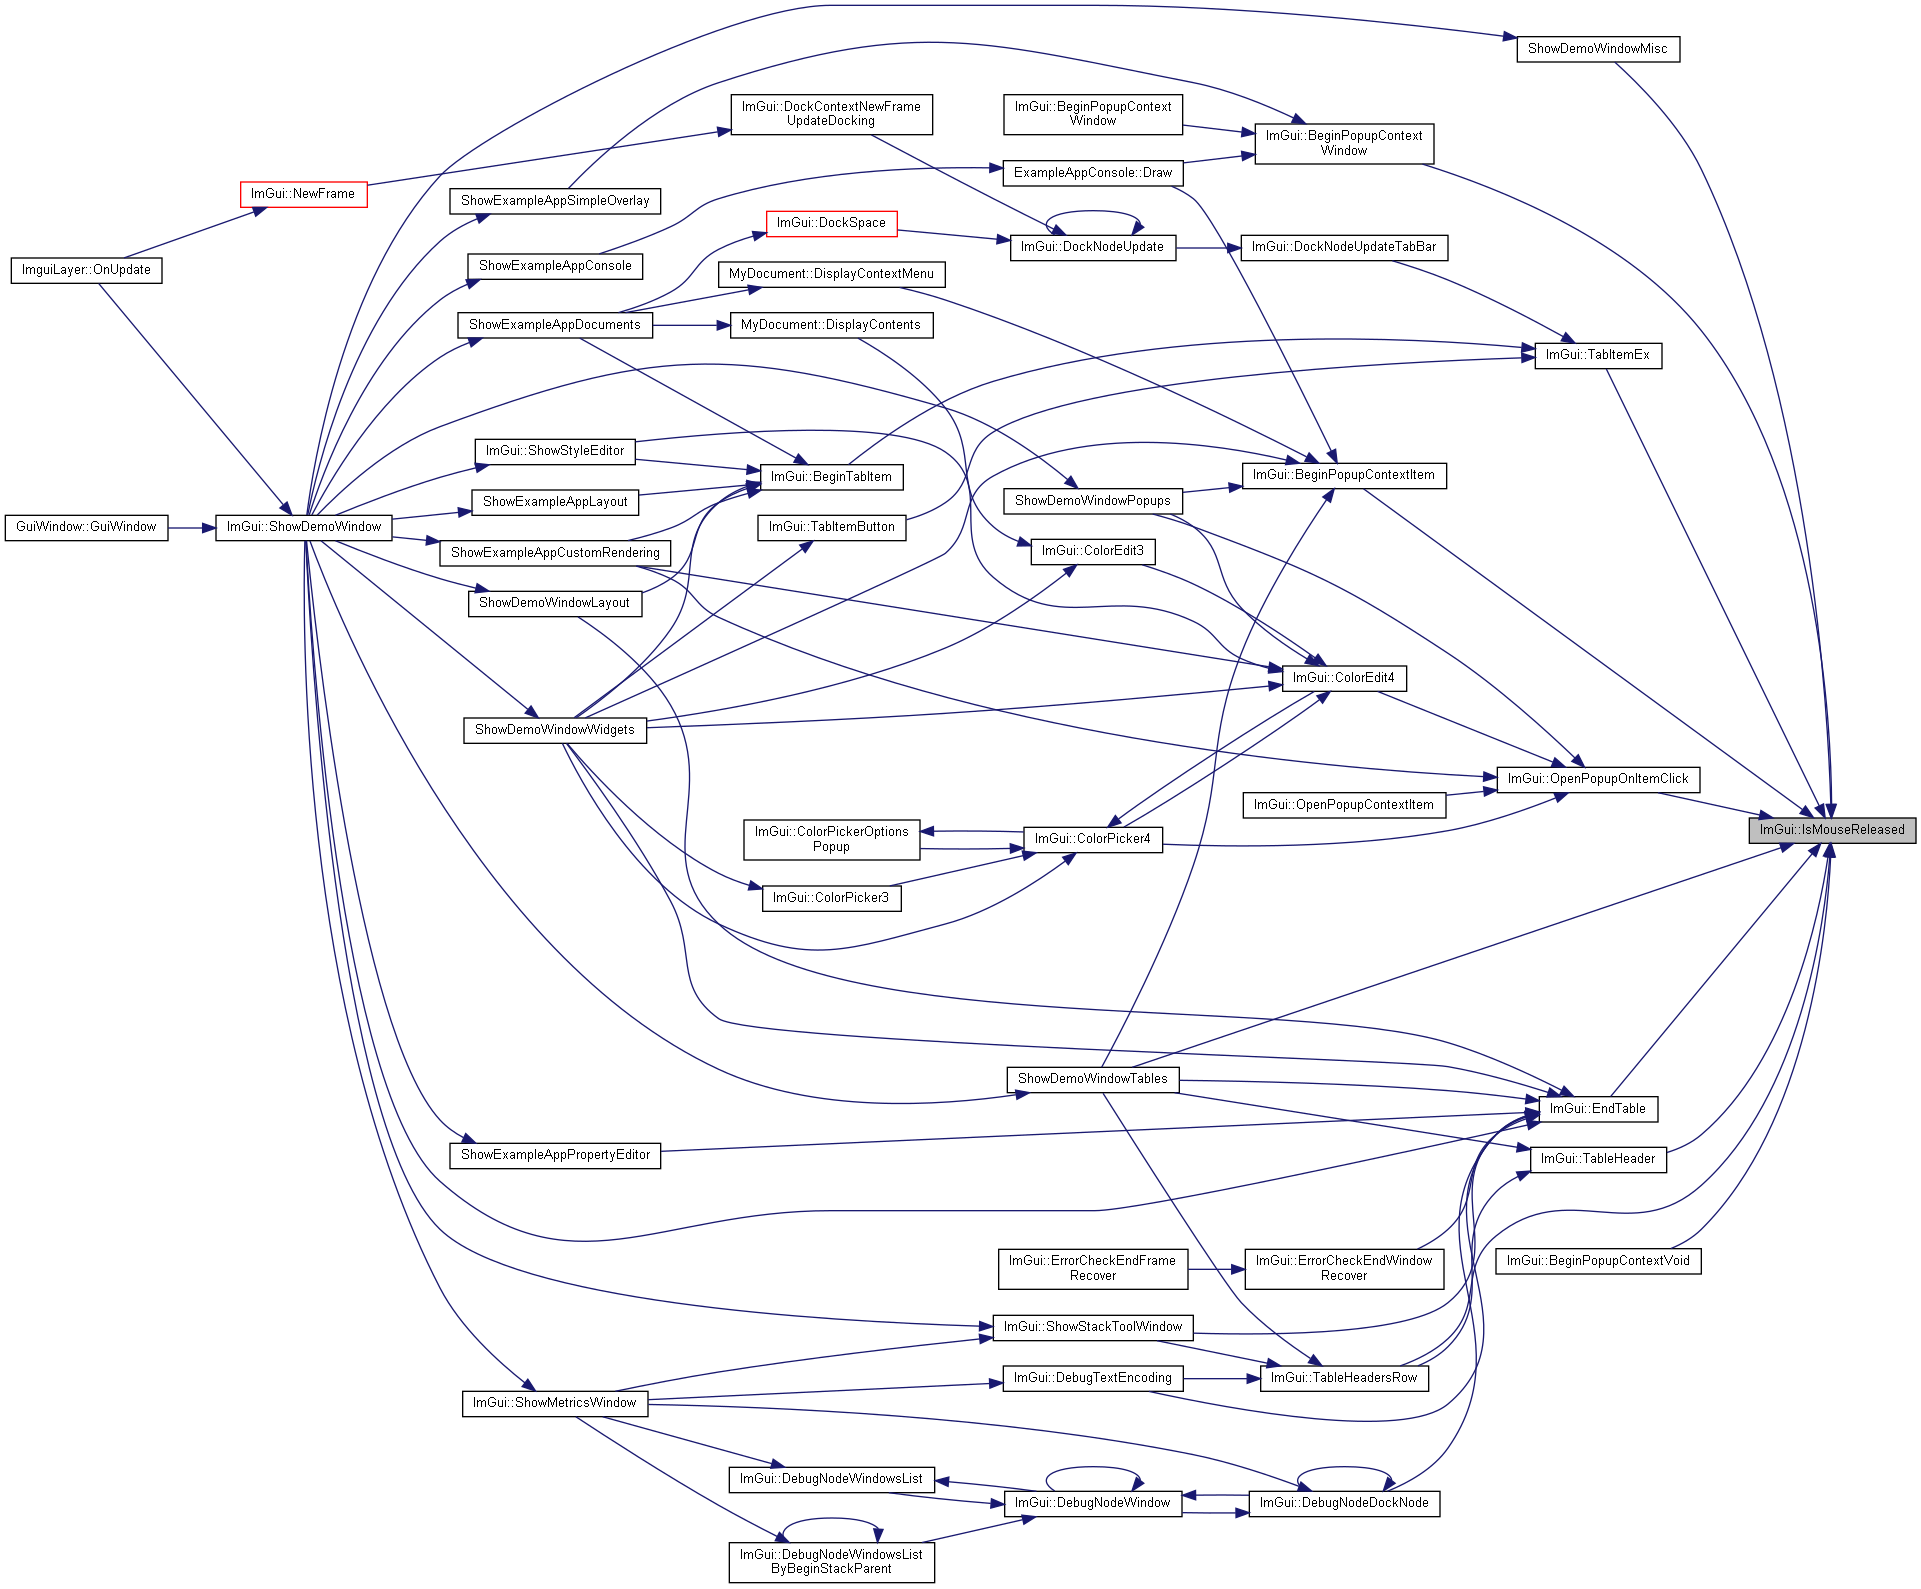 ShowDemoWindowMisc
ImGui::DockContextNewFrame
UpdateDocking
ImGui::BeginPopupContext
Window
ImGui::BeginPopupContext
Window
ExampleAppConsole::Draw
ImGui::NewFrame
ShowExampleAppSimpleOverlay
ImGui::DockSpace
ImGui::DockNodeUpdate
ImGui::DockNodeUpdateTabBar
ImguiLayer::OnUpdate
ShowExampleAppConsole
MyDocument::DisplayContextMenu
ShowExampleAppDocuments
MyDocument::DisplayContents
ImGui::TabItemEx
ImGui::ShowStyleEditor
ImGui::BeginTabItem
ImGui::BeginPopupContextItem
ShowExampleAppLayout
ShowDemoWindowPopups
GuiWindow::GuiWindow
ImGui::ShowDemoWindow
ImGui::TabItemButton
ShowExampleAppCustomRendering
ImGui::ColorEdit3
ShowDemoWindowLayout
ImGui::ColorEdit4
ShowDemoWindowWidgets
ImGui::OpenPopupOnItemClick
ImGui::OpenPopupContextItem
ImGui::IsMouseReleased
ImGui::ColorPickerOptions
Popup
ImGui::ColorPicker4
ImGui::ColorPicker3
ShowDemoWindowTables
ImGui::EndTable
ShowExampleAppPropertyEditor
ImGui::TableHeader
ImGui::ErrorCheckEndFrame
Recover
ImGui::ErrorCheckEndWindow
Recover
ImGui::BeginPopupContextVoid
ImGui::ShowStackToolWindow
ImGui::DebugTextEncoding
ImGui::TableHeadersRow
ImGui::ShowMetricsWindow
ImGui::DebugNodeWindowsList
ImGui::DebugNodeWindow
ImGui::DebugNodeDockNode
ImGui::DebugNodeWindowsList
ByBeginStackParent